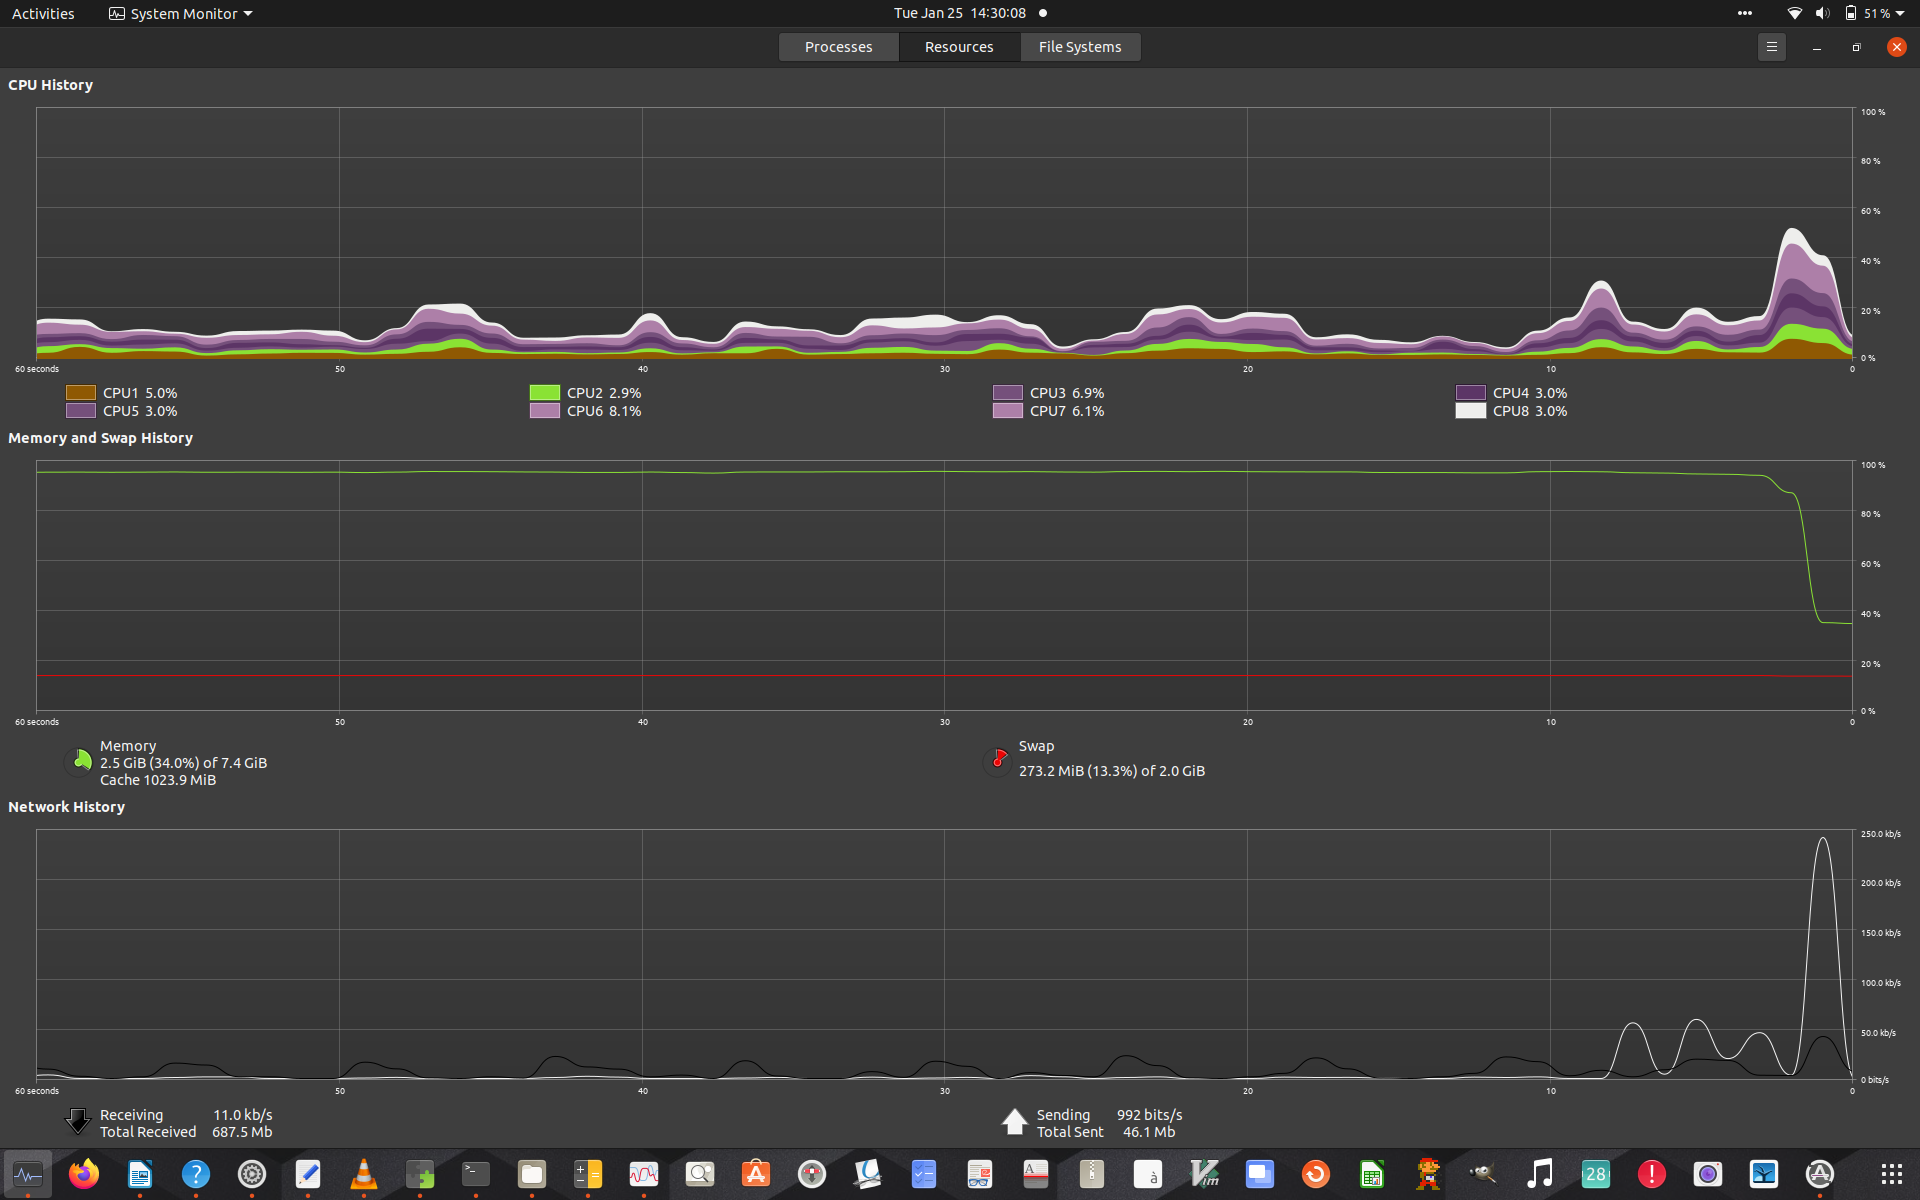 Activities
System Monitor
Tue Jan 25 14:30:08
51 %
Processes
Resources
File Systems
CPU History
100 %
80 %
60 %
40 %
20 %
0 %
60 seconds
50
40
30
20
10
0
CPU1 5.0%
CPU2 2.9%
CPU3 6.9%
CPU4 3.0%
CPU5 3.0%
CPU6 8.1%
CPU7 6.1%
CPU8 3.0%
Memory and Swap History
100 %
80 %
60 %
40 %
20 %
0 %
60 seconds
50
40
30
20
10
0
Memory
2.5 GiB (34.0%) of 7.4 GiB
Cache 1023.9 MiB
Swap
273.2 MiB (13.3%) of 2.0 GiB
Network History
250.0 kb/s
200.0 kb/s
150.0 kb/s
100.0 kb/s
50.0 kb/s
0 bits/s
60 seconds
50
40
30
20
10
0
Receiving 11.0 kb/s
Total Received 687.5 Mb
Sending 992 bits/s
Total Sent 46.1 Mb
?
>_
A
à
Vim
28
!